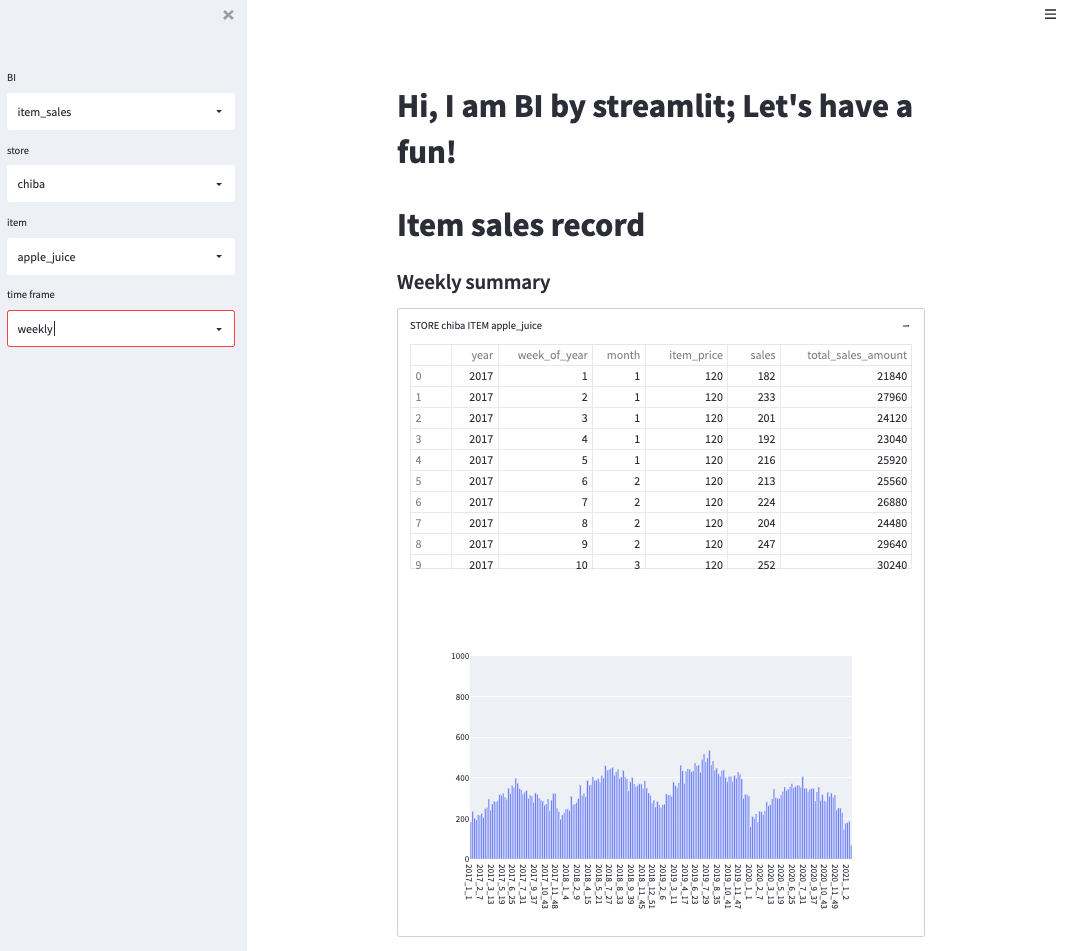 BI
item_sales
store
chiba
item
apple_juice
time frame
weekly
Hi, I am BI by streamlit; Let's have a
fun!
Item sales record
Weekly summary
STORE chiba ITEM apple_juice
year week_of_year month item_price sales total_sales_amount
0 2017 1 1 120 182 21840
1 2017 2 1 120 233 27960
2 2017 3 1 120 201 24120
3 2017 4 1 120 192 23040
4 2017 5 1 120 216 25920
5 2017 6 2 120 213 25560
6 2017 7 2 120 224 26880
7 2017 8 2 120 204 24480
8 2017 9 2 120 247 29640
9 2017 10 3 120 252 30240
1000
800
600
400
200
0
2017_1_1
2017_2_7
2017_3_13
2017_5_19
2017_6_25
2017_7_31
2017_9_37
2017_10_43
2017_11_48
2018_1_4
2018_2_9
2018_4_15
2018_5_21
2018_7_27
2018_8_33
2018_9_39
2018_11_45
2018_12_51
2019_2_6
2019_3_11
2019_4_17
2019_6_23
2019_7_29
2019_8_35
2019_10_41
2019_11_47
2020_1_1
2020_2_7
2020_3_13
2020_5_19
2020_6_25
2020_7_31
2020_9_37
2020_10_43
2020_11_49
2021_1_2